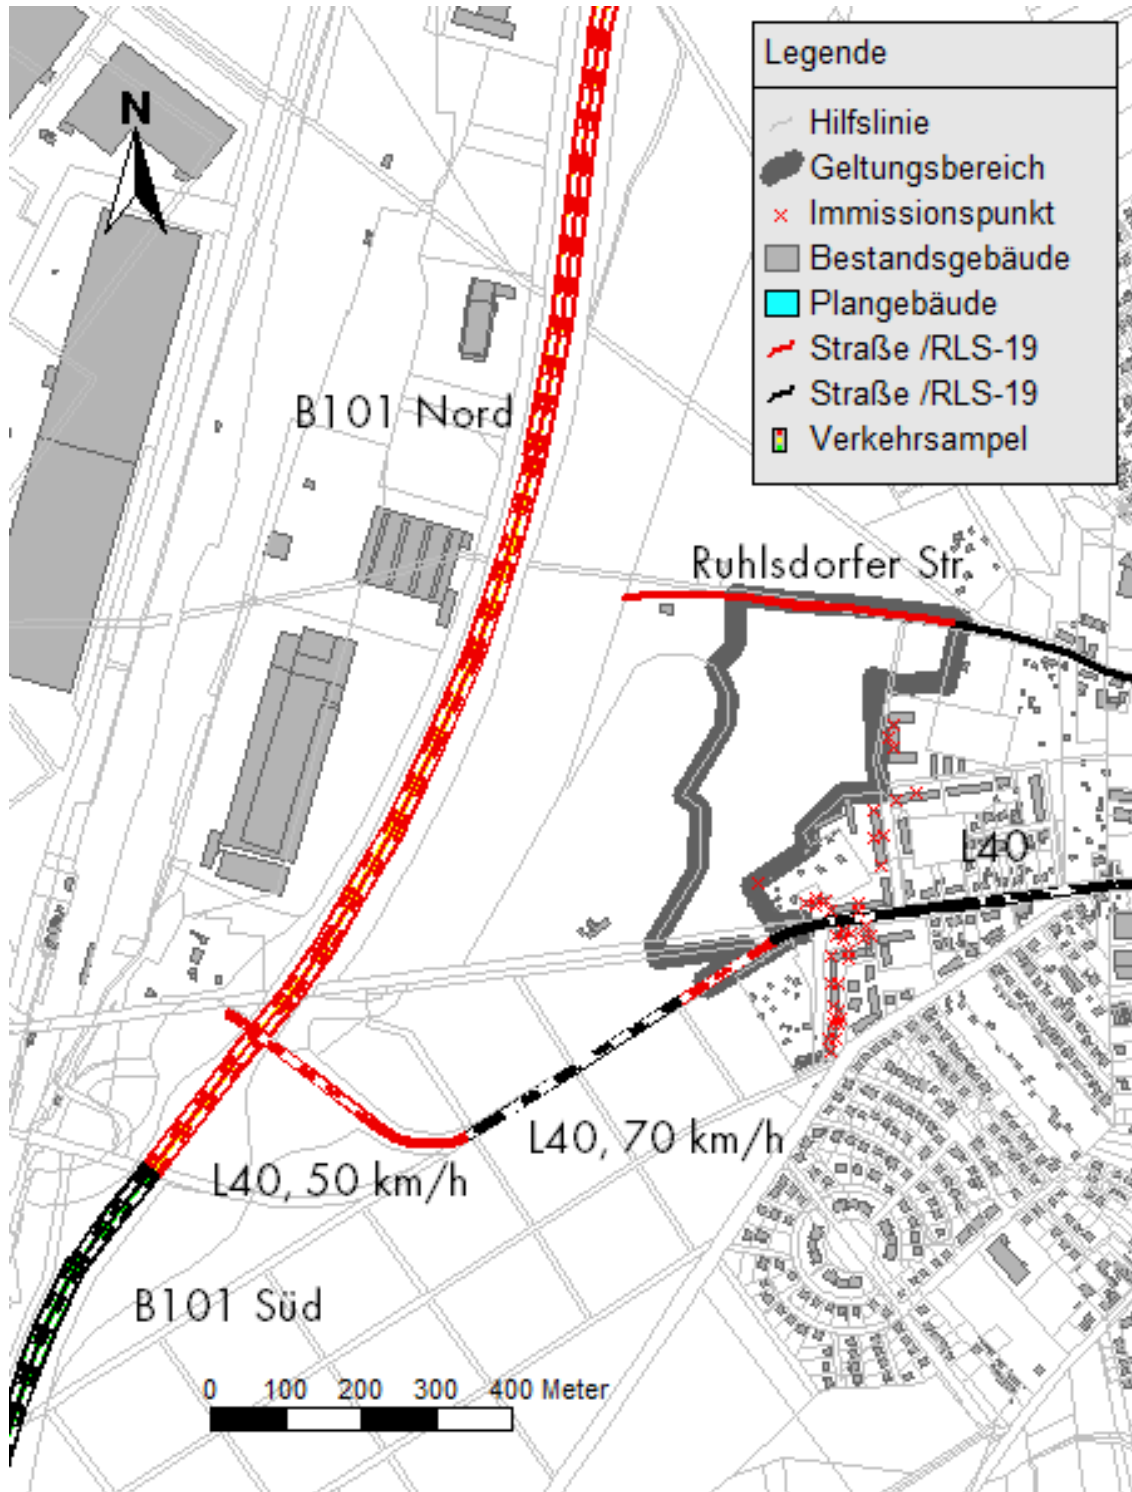 N
Legende
Hilfslinie
Geltungsbereich
Immissionspunkt
Bestandsgebäude
Plangebäude
Straße /RLS-19
Straße /RLS-19
Verkehrsampel
B101 Nord
Ruhlsdorfer Str.
L40
L40, 70 km/h
L40, 50 km/h
B101 Süd
0 100 200 300 400 Meter